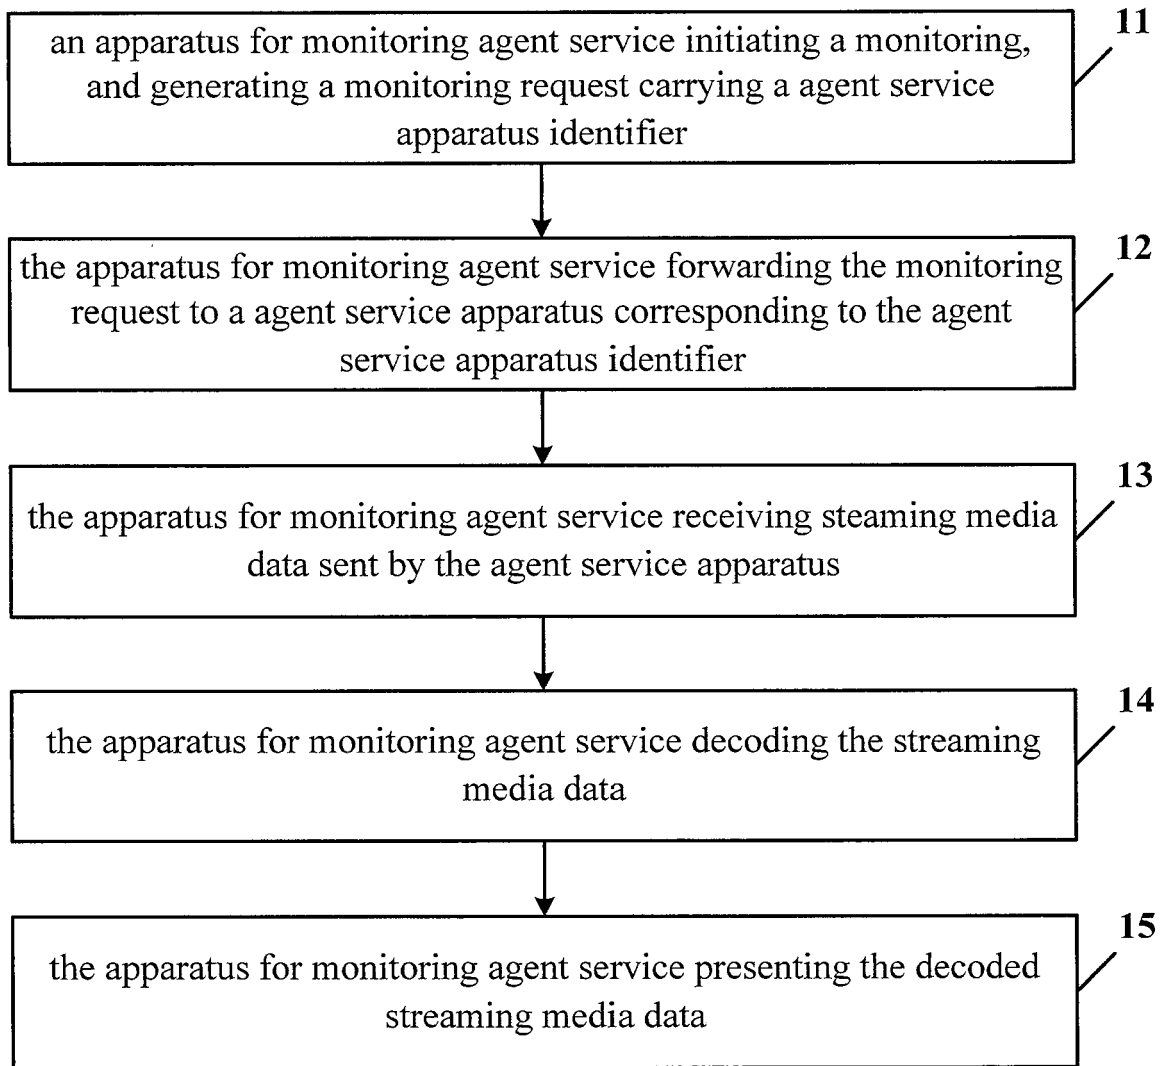 an apparatus for monitoring agent service initiating a monitoring,
and generating a monitoring request carrying a agent service
apparatus identifier
11
the apparatus for monitoring agent service forwarding the monitoring
request to a agent service apparatus corresponding to the agent
service apparatus identifier
12
the apparatus for monitoring agent service receiving steaming media
data sent by the agent service apparatus
13
the apparatus for monitoring agent service decoding the streaming
media data
14
the apparatus for monitoring agent service presenting the decoded
streaming media data
15